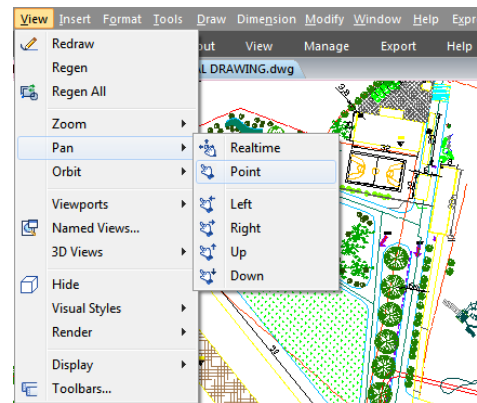 View Insert Format Tools Draw Dimension Modify Window Help Expr
out View Manage Export Help
AL DRAWING.dwg
Redraw
Regen
Regen All
Zoom
Pan
Orbit
Viewports
Named Views...
3D Views
Hide
Visual Styles
Render
Display
Toolbars...
Realtime
Point
Left
Right
Up
Down